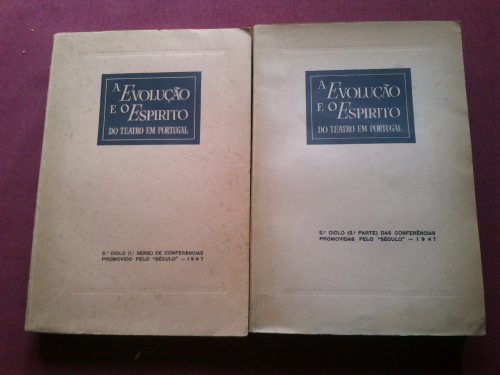 A EVOLUÇÃO
E O ESPIRITO
DO TEATRO EM PORTUGAL
2.º CICLO (1.ª SÉRIE) DE CONFERÊNCIAS
PROMOVIDO PELO "SÉCULO" — 1947
A EVOLUÇÃO
E O ESPIRITO
DO TEATRO EM PORTUGAL
2.º CICLO (2.ª PARTE) DAS CONFERÊNCIAS
PROMOVIDAS PELO "SÉCULO" — 1947